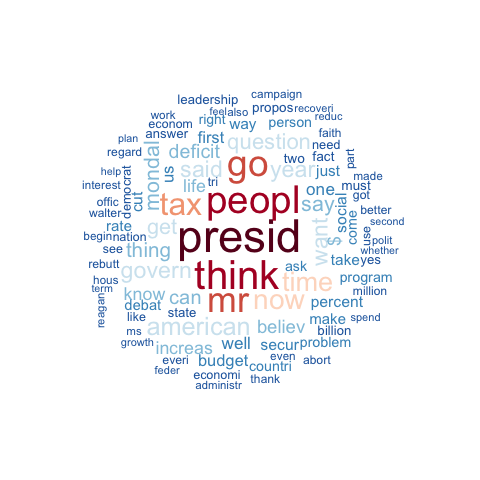 campaign
leadership
feel also propos recoveri
work right way person reduc
econom
answer first question faith
plan mondal deficit need
regard us said go year two fact part
help democrat life tri just
interest cut tax peopl one must made
offic say social got
walter get presid want $ come use better
rate second
begin nation thing polit
see take yes whether
rebutt govern think ask
hous know can mr now time program
term million
reagan debat percent
like state american believ make spend
ms billion
growth increas well secur problem
everi budget even abort
feder economi countri
administr thank